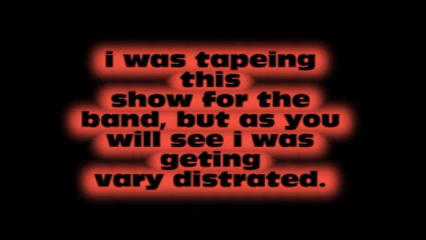 i was tapeing
this
show for the
band, but as you
will see i was
geting
vary distrated.